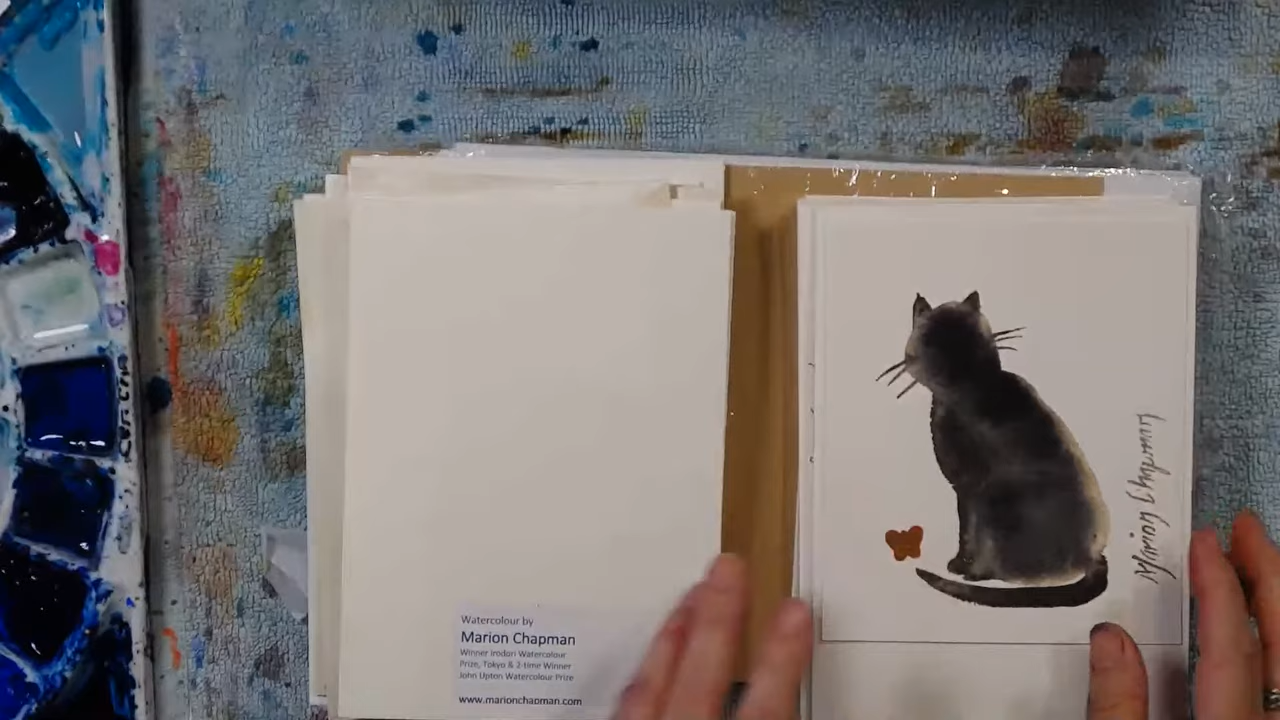 Watercolour by
Marion Chapman
Winner Irodori Watercolour
Prize, Tokyo & 2-time Winner
John Upton Watercolour Prize
www.marionchapman.com
Marion Chapman